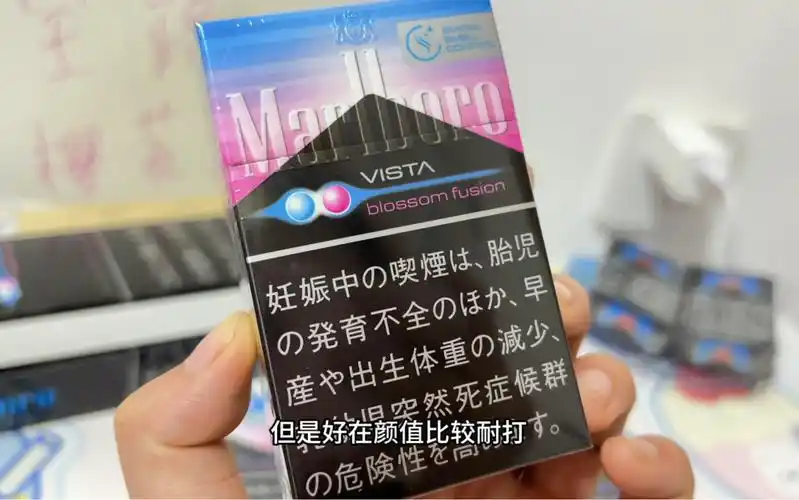 Marlboro
VISTA
blossom fusion
妊娠中の喫煙は、胎児
の発育不全のほか、早
産や出生体重の減少、
児突然死症候群
の危険性を高
す。
但是好在颜值比较耐打